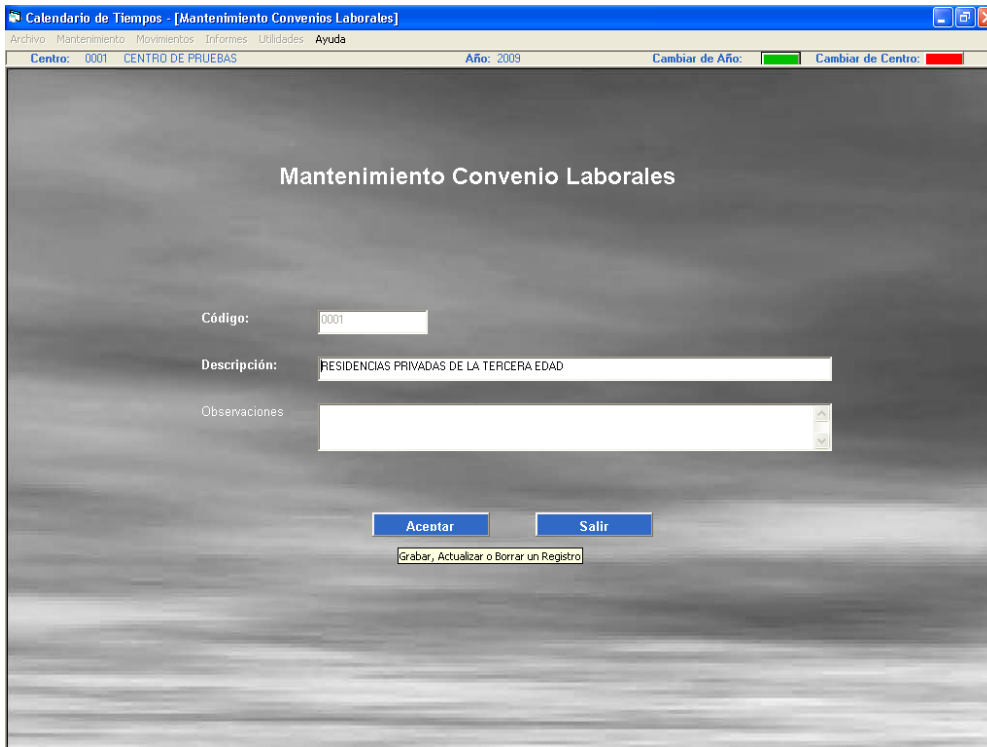 Calendario de Tiempos - [Mantenimiento Convenios Laborales]
Archivo Mantenimiento Movimientos Informes Utilidades Ayuda
Centro: 0001 CENTRO DE PRUEBAS Año: 2009 Cambiar de Año: Cambiar de Centro:
Mantenimiento Convenio Laborales
Código: 0001
Descripción: RESIDENCIAS PRIVADAS DE LA TERCERA EDAD
Observaciones
Aceptar Salir
Grabar, Actualizar o Borrar un Registro